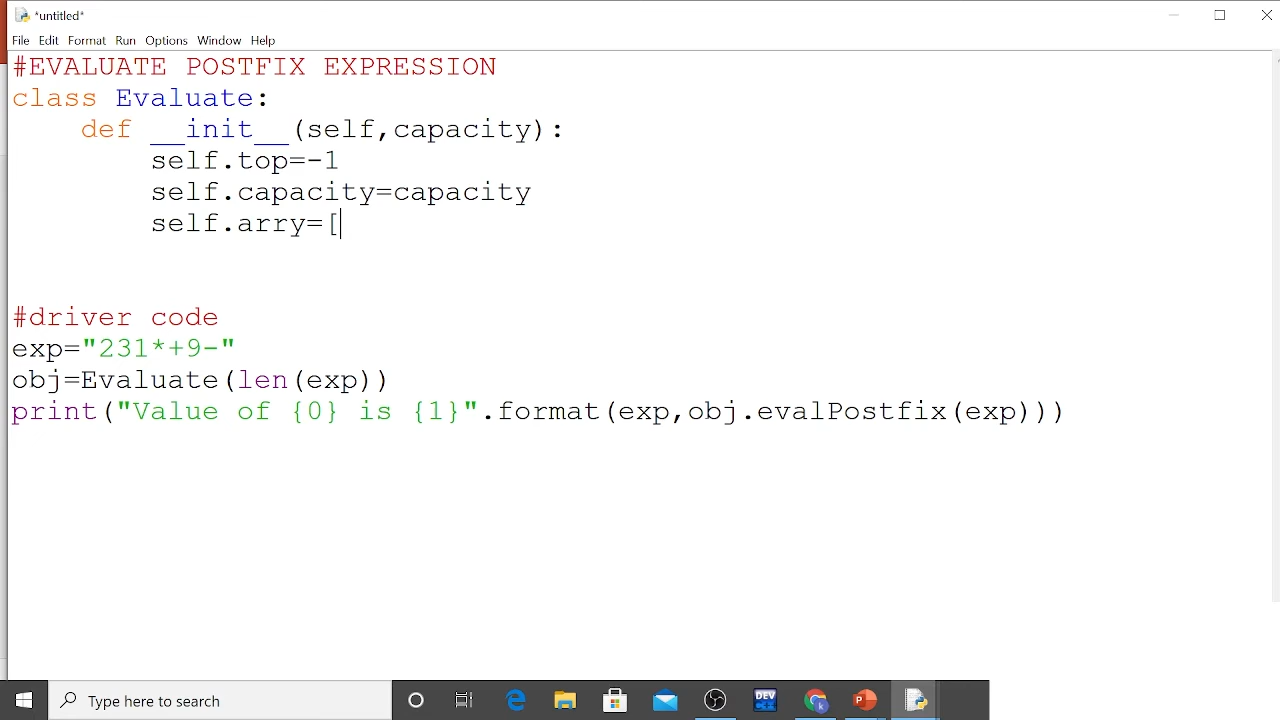 *untitled*
File Edit Format Run Options Window Help
#EVALUATE POSTFIX EXPRESSION
class Evaluate:
    def __init__(self,capacity):
        self.top=-1
        self.capacity=capacity
        self.arry=[
#driver code
exp="231*+9-"
obj=Evaluate(len(exp))
print("Value of {0} is {1}".format(exp,obj.evalPostfix(exp)))
Type here to search
DEV
C++
k
P